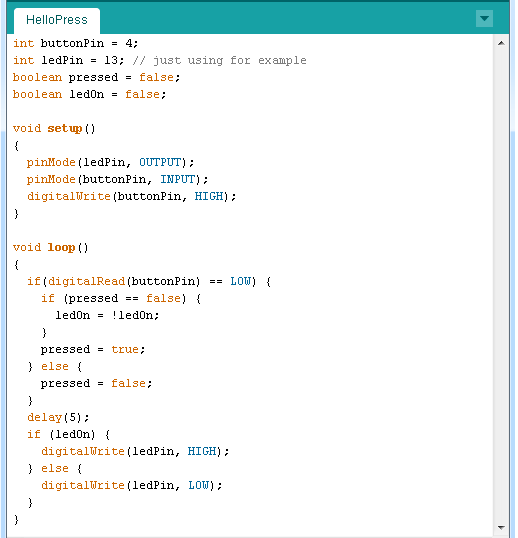 HelloPress
int buttonPin = 4;
int ledPin = 13; // just using for example
boolean pressed = false;
boolean ledOn = false;

void setup()
{
  pinMode(ledPin, OUTPUT);
  pinMode(buttonPin, INPUT);
  digitalWrite(buttonPin, HIGH);
}

void loop()
{
  if(digitalRead(buttonPin) == LOW) {
    if (pressed == false) {
      ledOn = !ledOn;
    }
    pressed = true;
  } else {
    pressed = false;
  }
  delay(5);
  if (ledOn) {
    digitalWrite(ledPin, HIGH);
  } else {
    digitalWrite(ledPin, LOW);
  }
}